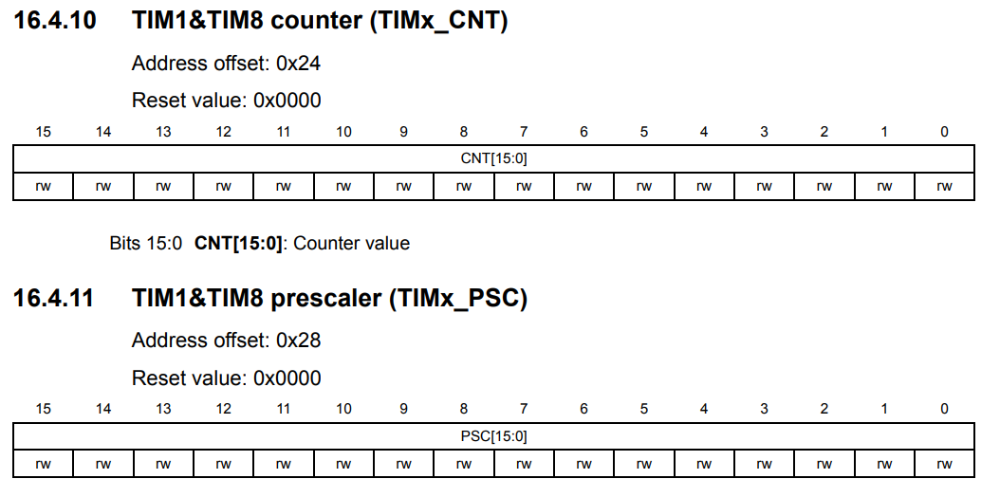 16.4.10 TIM1&TIM8 counter (TIMx_CNT)
Address offset: 0x24
Reset value: 0x0000
15 14 13 12 11 10 9 8 7 6 5 4 3 2 1 0
CNT[15:0]
rw rw rw rw rw rw rw rw rw rw rw rw rw rw rw rw
Bits 15:0 CNT[15:0]: Counter value
16.4.11 TIM1&TIM8 prescaler (TIMx_PSC)
Address offset: 0x28
Reset value: 0x0000
15 14 13 12 11 10 9 8 7 6 5 4 3 2 1 0
PSC[15:0]
rw rw rw rw rw rw rw rw rw rw rw rw rw rw rw rw